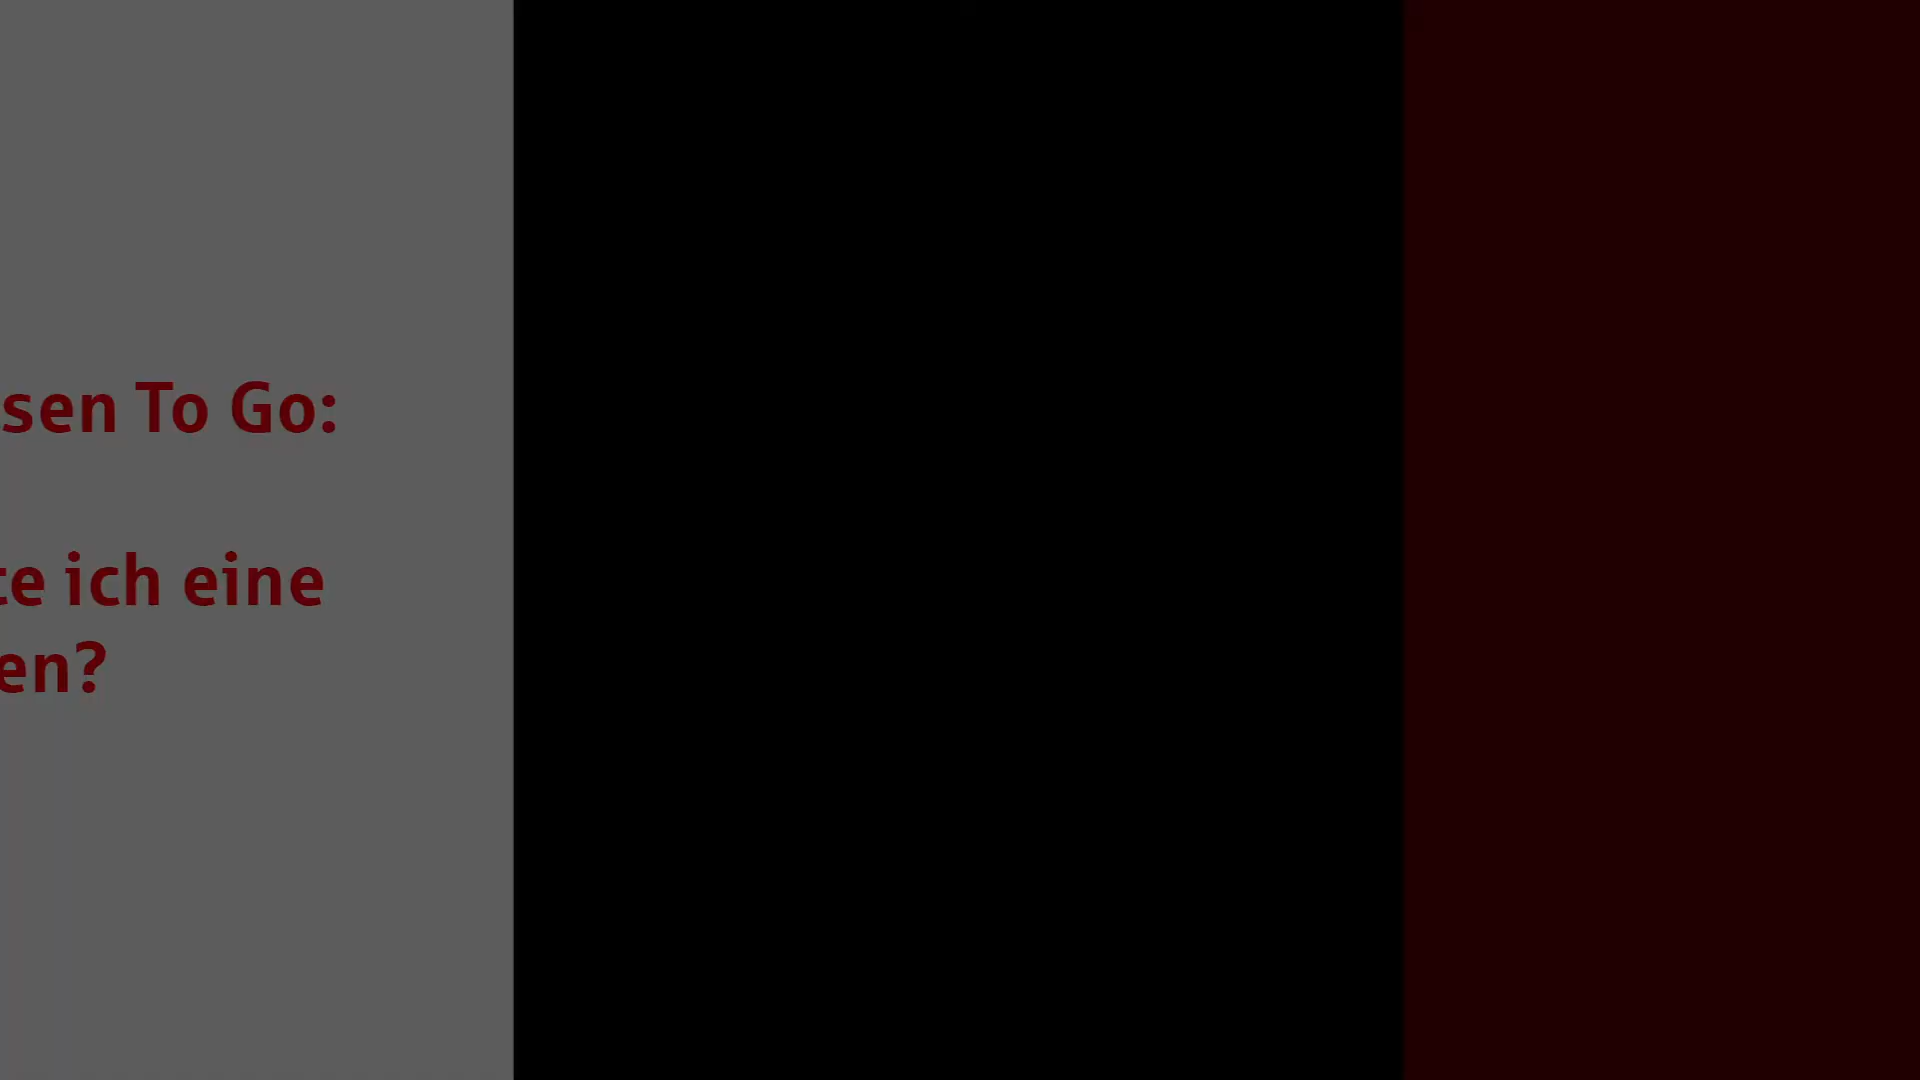 sen To Go:
te ich eine
en?